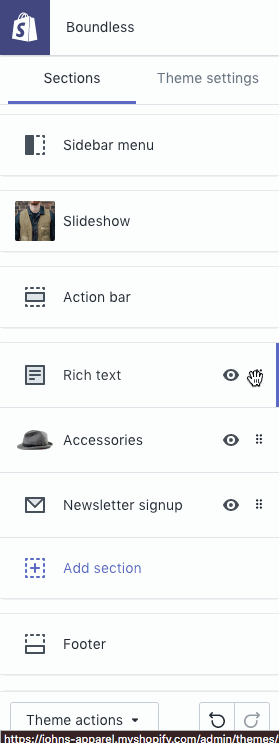 Boundless
Sections Theme settings
Sidebar menu
Slideshow
Action bar
Rich text
Accessories
Newsletter signup
Add section
Footer
Theme actions
https://johns-apparel.myshopify.com/admin/themes/